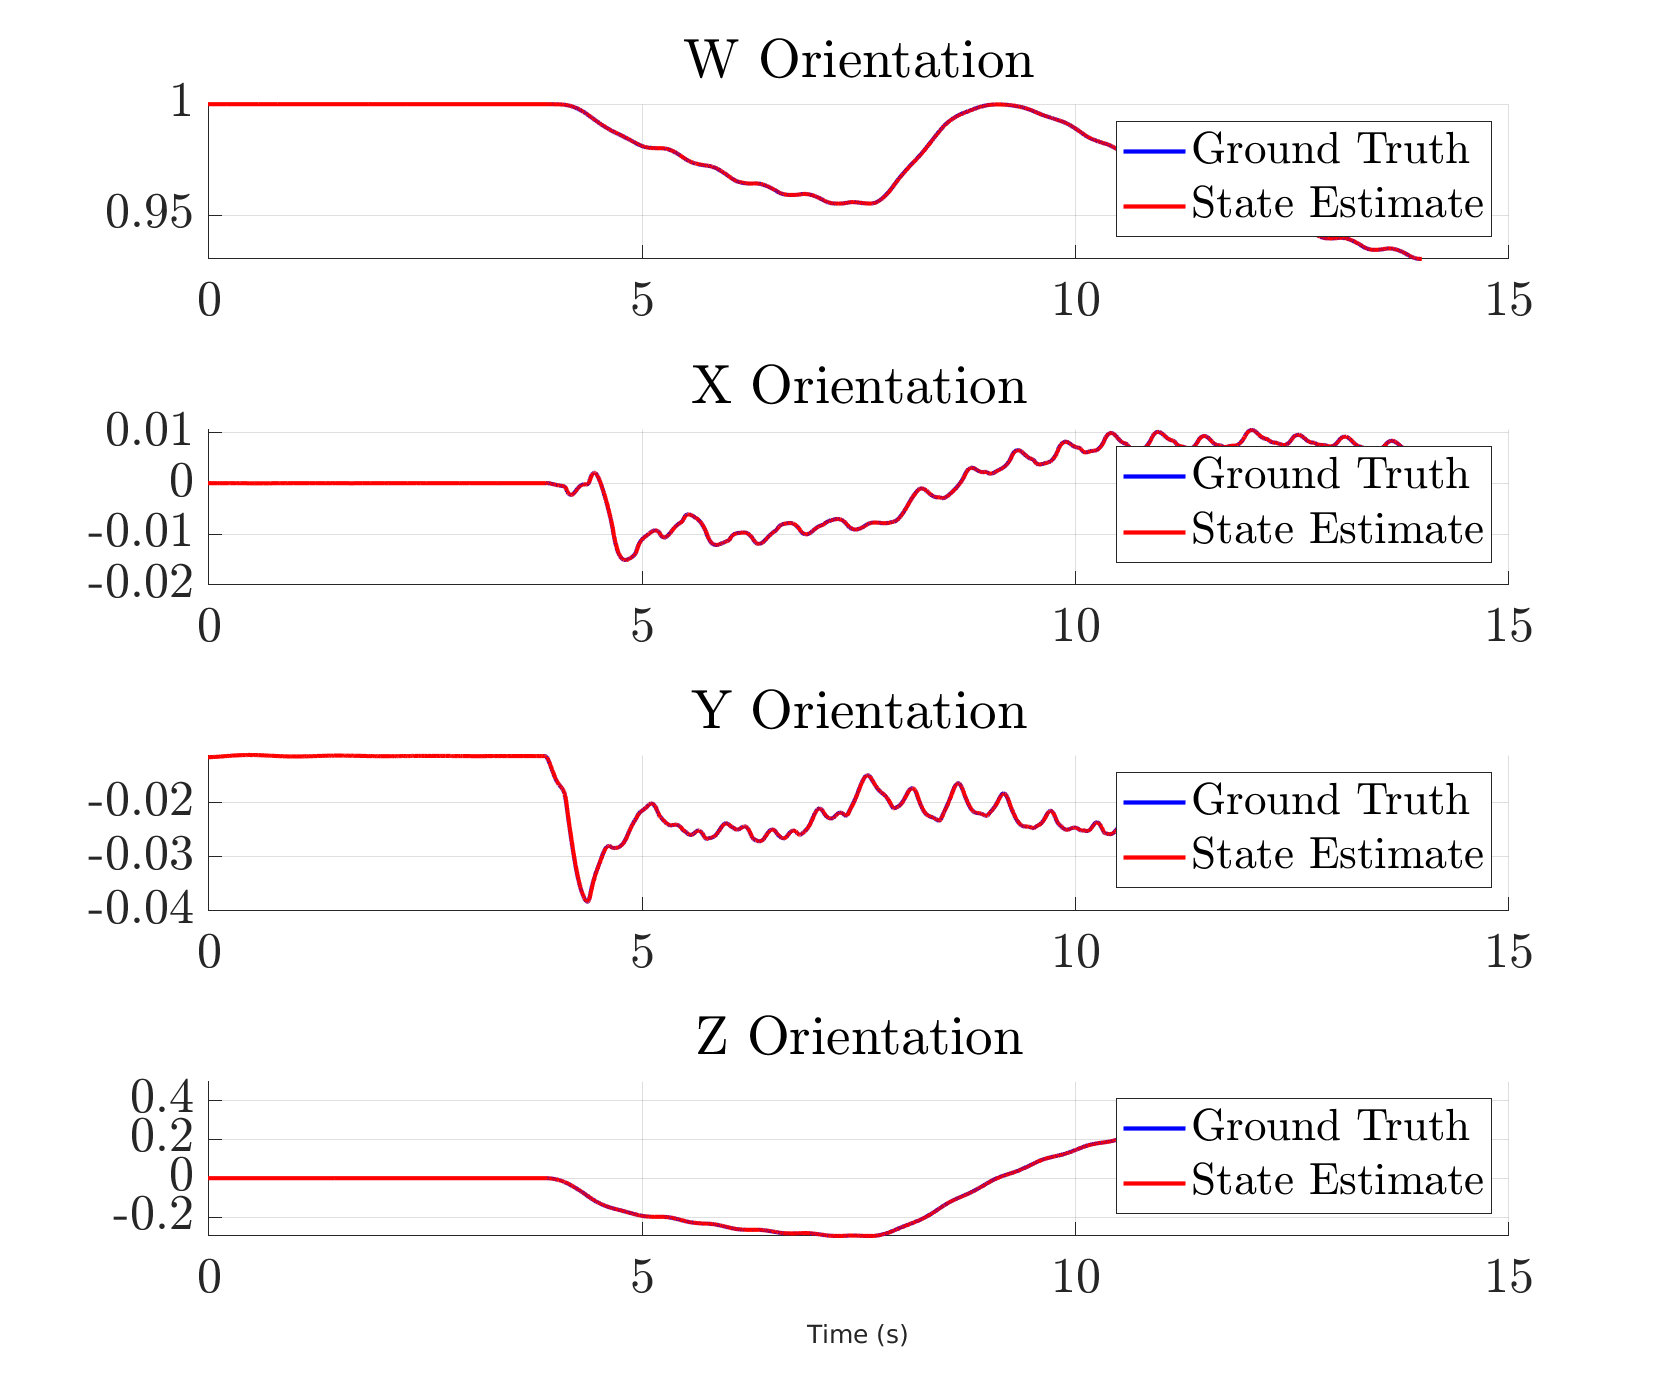 W Orientation
1
0.95
Ground Truth
State Estimate
0 5 10 15
X Orientation
0.01
0
-0.01
-0.02
Ground Truth
State Estimate
0 5 10 15
Y Orientation
-0.02
-0.03
-0.04
Ground Truth
State Estimate
0 5 10 15
Z Orientation
0.4
0.2
0
-0.2
Ground Truth
State Estimate
0 5 10 15
Time (s)